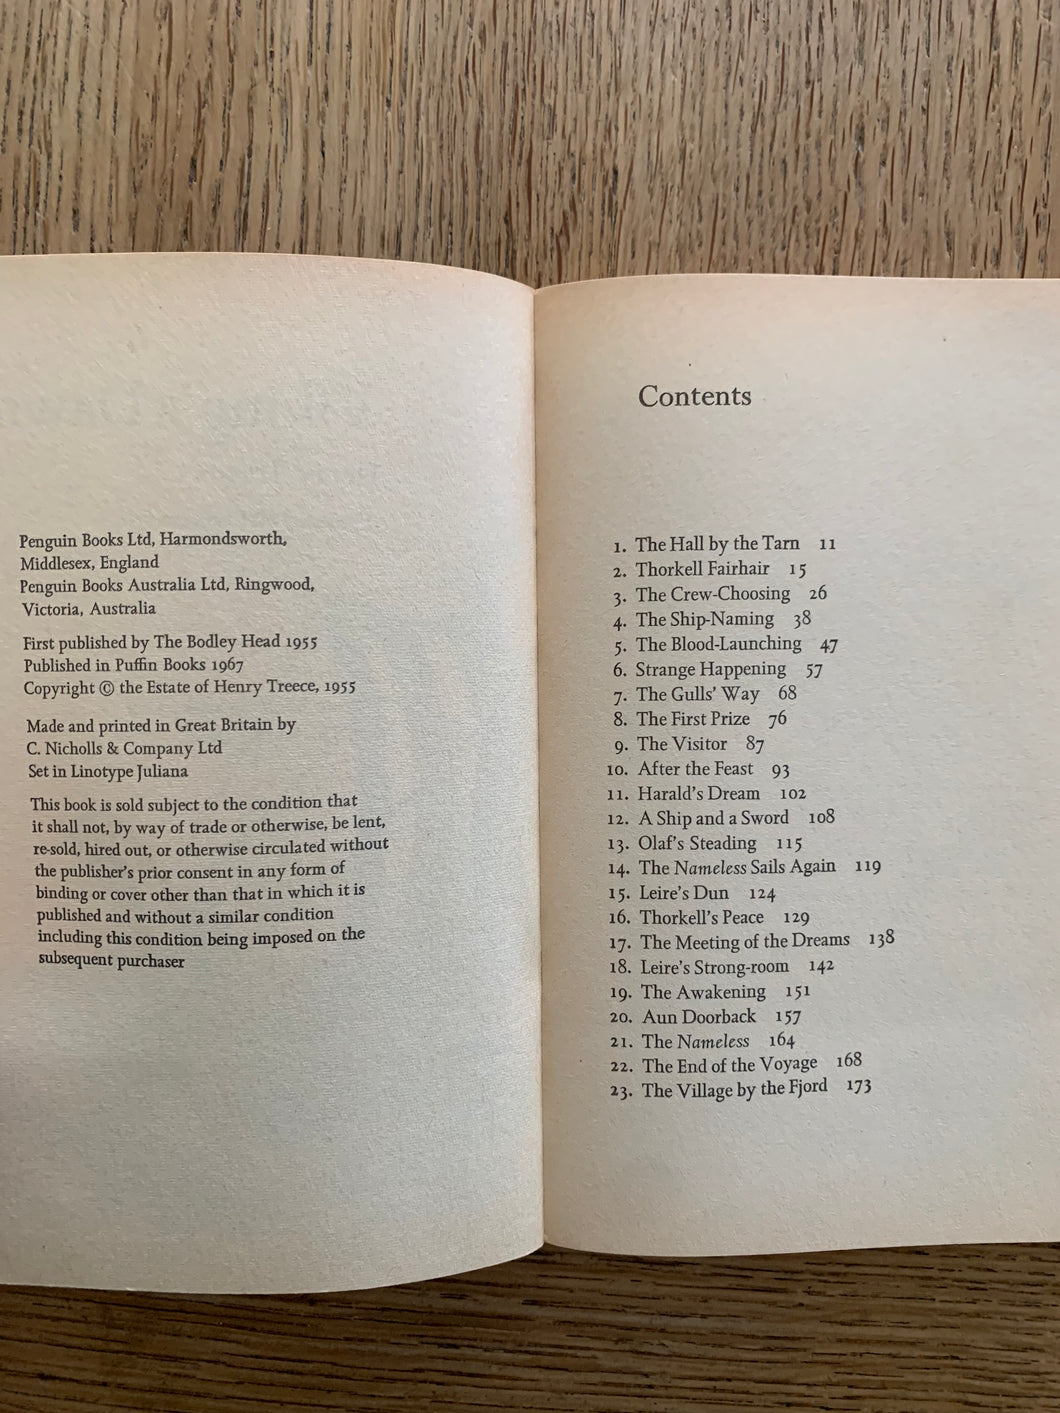 Penguin Books Ltd, Harmondsworth,
Middlesex, England
Penguin Books Australia Ltd, Ringwood,
Victoria, Australia
First published by The Bodley Head 1955
Published in Puffin Books 1967
Copyright © the Estate of Henry Treece, 1955
Made and printed in Great Britain by
C. Nicholls & Company Ltd
Set in Linotype Juliana
This book is sold subject to the condition that
it shall not, by way of trade or otherwise, be lent,
re-sold, hired out, or otherwise circulated without
the publisher's prior consent in any form of
binding or cover other than that in which it is
published and without a similar condition
including this condition being imposed on the
subsequent purchaser
Contents
1. The Hall by the Tarn 11
2. Thorkell Fairhair 15
3. The Crew-Choosing 26
4. The Ship-Naming 38
5. The Blood-Launching 47
6. Strange Happening 57
7. The Gulls' Way 68
8. The First Prize 76
9. The Visitor 87
10. After the Feast 93
11. Harald's Dream 102
12. A Ship and a Sword 108
13. Olaf's Steading 115
14. The Nameless Sails Again 119
15. Leire's Dun 124
16. Thorkell's Peace 129
17. The Meeting of the Dreams 138
18. Leire's Strong-room 142
19. The Awakening 151
20. Aun Doorback 157
21. The Nameless 164
22. The End of the Voyage 168
23. The Village by the Fjord 173